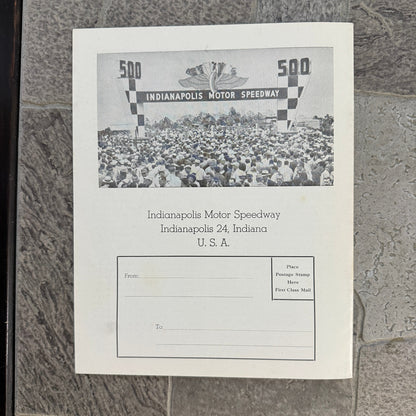 500 500
INDIANAPOLIS MOTOR SPEEDWAY
Indianapolis Motor Speedway
Indianapolis 24, Indiana
U. S. A.
From
Place
Postage Stamp
Here
First Class Mail
To